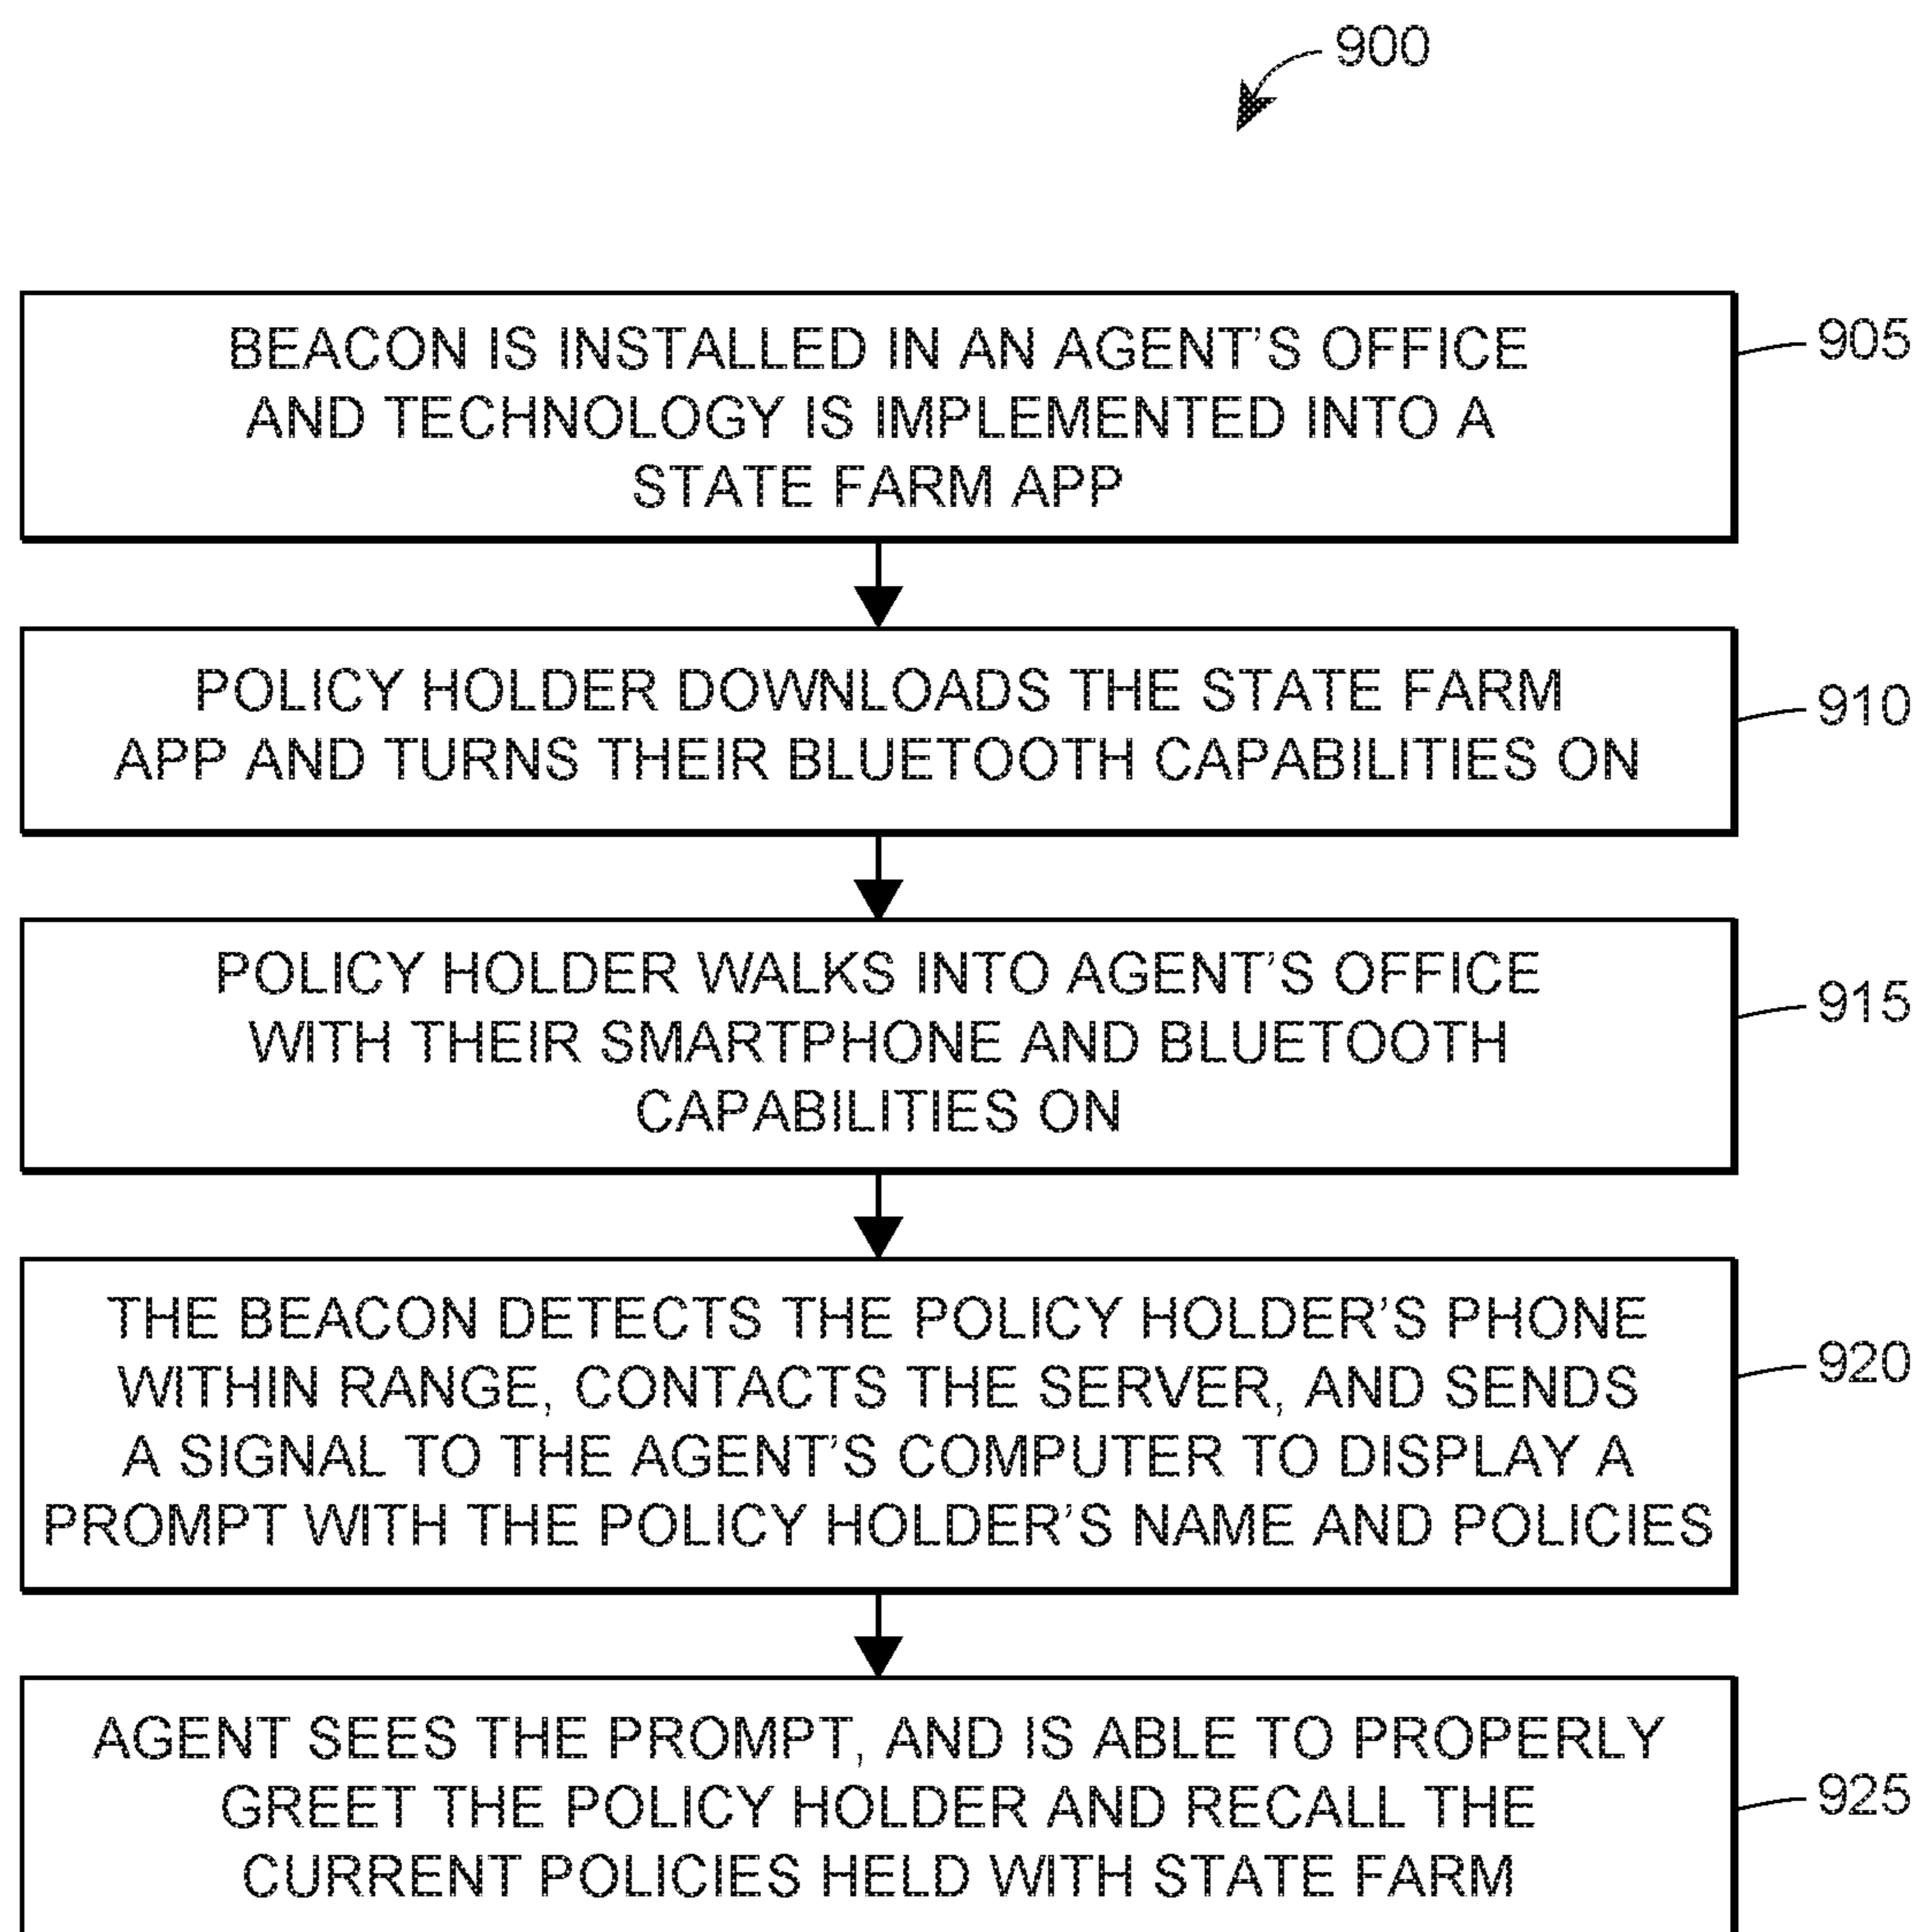 900
BEACON IS INSTALLED IN AN AGENT'S OFFICE
AND TECHNOLOGY IS IMPLEMENTED INTO A
STATE FARM APP
905
POLICY HOLDER DOWNLOADS THE STATE FARM
APP AND TURNS THEIR BLUETOOTH CAPABILITIES ON
910
POLICY HOLDER WALKS INTO AGENT'S OFFICE
WITH THEIR SMARTPHONE AND BLUETOOTH
CAPABILITIES ON
915
THE BEACON DETECTS THE POLICY HOLDER'S PHONE
WITHIN RANGE, CONTACTS THE SERVER, AND SENDS
A SIGNAL TO THE AGENT'S COMPUTER TO DISPLAY A
PROMPT WITH THE POLICY HOLDER'S NAME AND POLICIES
920
AGENT SEES THE PROMPT, AND IS ABLE TO PROPERLY
GREET THE POLICY HOLDER AND RECALL THE
CURRENT POLICIES HELD WITH STATE FARM
925